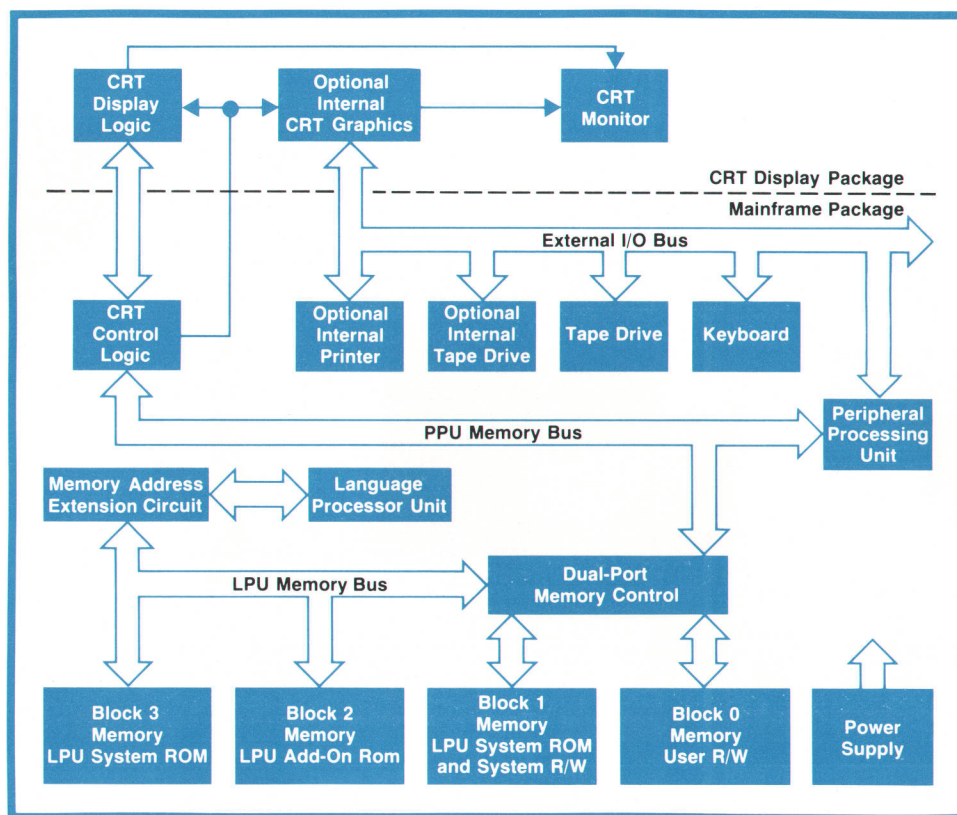 CRT
Display
Logic
Optional
Internal
CRT Graphics
CRT
Monitor
CRT Display Package
Mainframe Package
External I/O Bus
CRT
Control
Logic
Optional
Internal
Printer
Optional
Internal
Tape Drive
Tape Drive
Keyboard
Peripheral
Processing
Unit
PPU Memory Bus
Memory Address
Extension Circuit
Language
Processor Unit
Dual-Port
Memory Control
LPU Memory Bus
Block 3
Memory
LPU System ROM
Block 2
Memory
LPU Add-On Rom
Block 1
Memory
LPU System ROM
and System R/W
Block 0
Memory
User R/W
Power
Supply